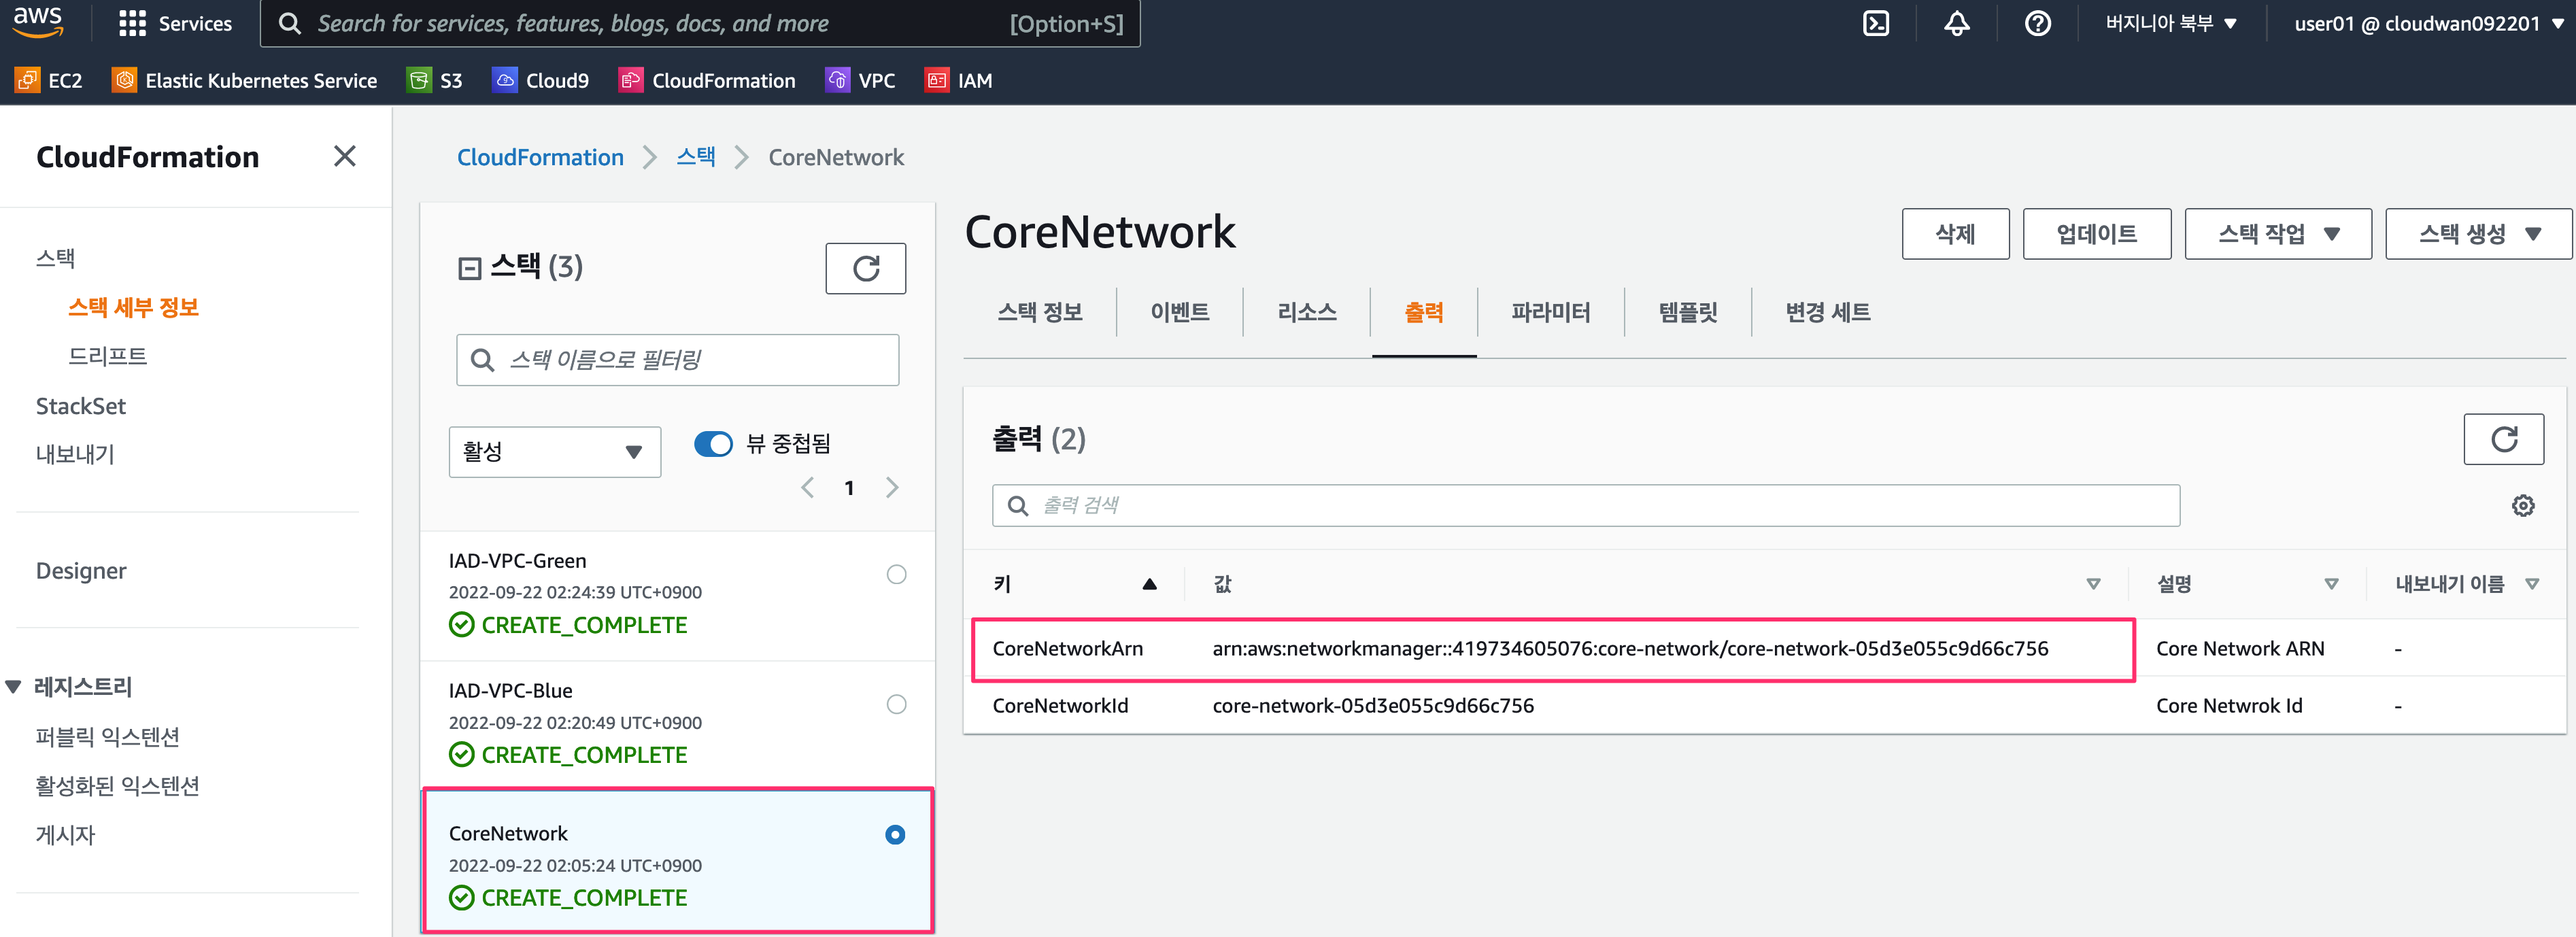 aws
Services
Search for services, features, blogs, docs, and more
[Option+S]
버지니아 북부
user01 @ cloudwan092201
EC2
Elastic Kubernetes Service
S3
Cloud9
CloudFormation
VPC
IAM
CloudFormation
스택
스택 세부 정보
드리프트
StackSet
내보내기
Designer
레지스트리
퍼블릭 익스텐션
활성화된 익스텐션
게시자
CloudFormation
스택
CoreNetwork
스택 (3)
스택 이름으로 필터링
활성
뷰 중첩됨
1
IAD-VPC-Green
2022-09-22 02:24:39 UTC+0900
CREATE_COMPLETE
IAD-VPC-Blue
2022-09-22 02:20:49 UTC+0900
CREATE_COMPLETE
CoreNetwork
2022-09-22 02:05:24 UTC+0900
CREATE_COMPLETE
CoreNetwork
삭제
업데이트
스택 작업
스택 생성
스택 정보
이벤트
리소스
출력
파라미터
템플릿
변경 세트
출력 (2)
출력 검색
키 값 설명 내보내기 이름
CoreNetworkArn arn:aws:networkmanager::419734605076:core-network/core-network-05d3e055c9d66c756 Core Network ARN -
CoreNetworkId core-network-05d3e055c9d66c756 Core Netwrok Id -